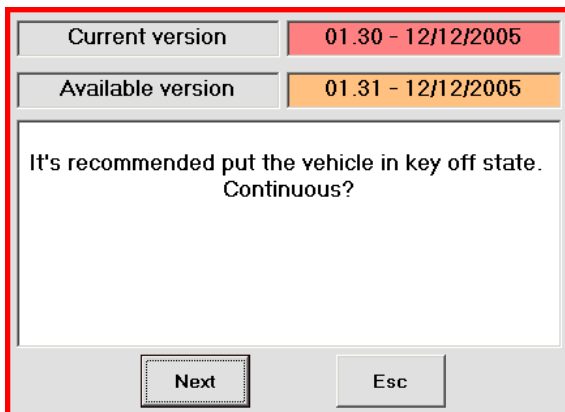 Current version 01.30 - 12/12/2005
Available version 01.31 - 12/12/2005
It's recommended put the vehicle in key off state.
Continuous?
Next Esc